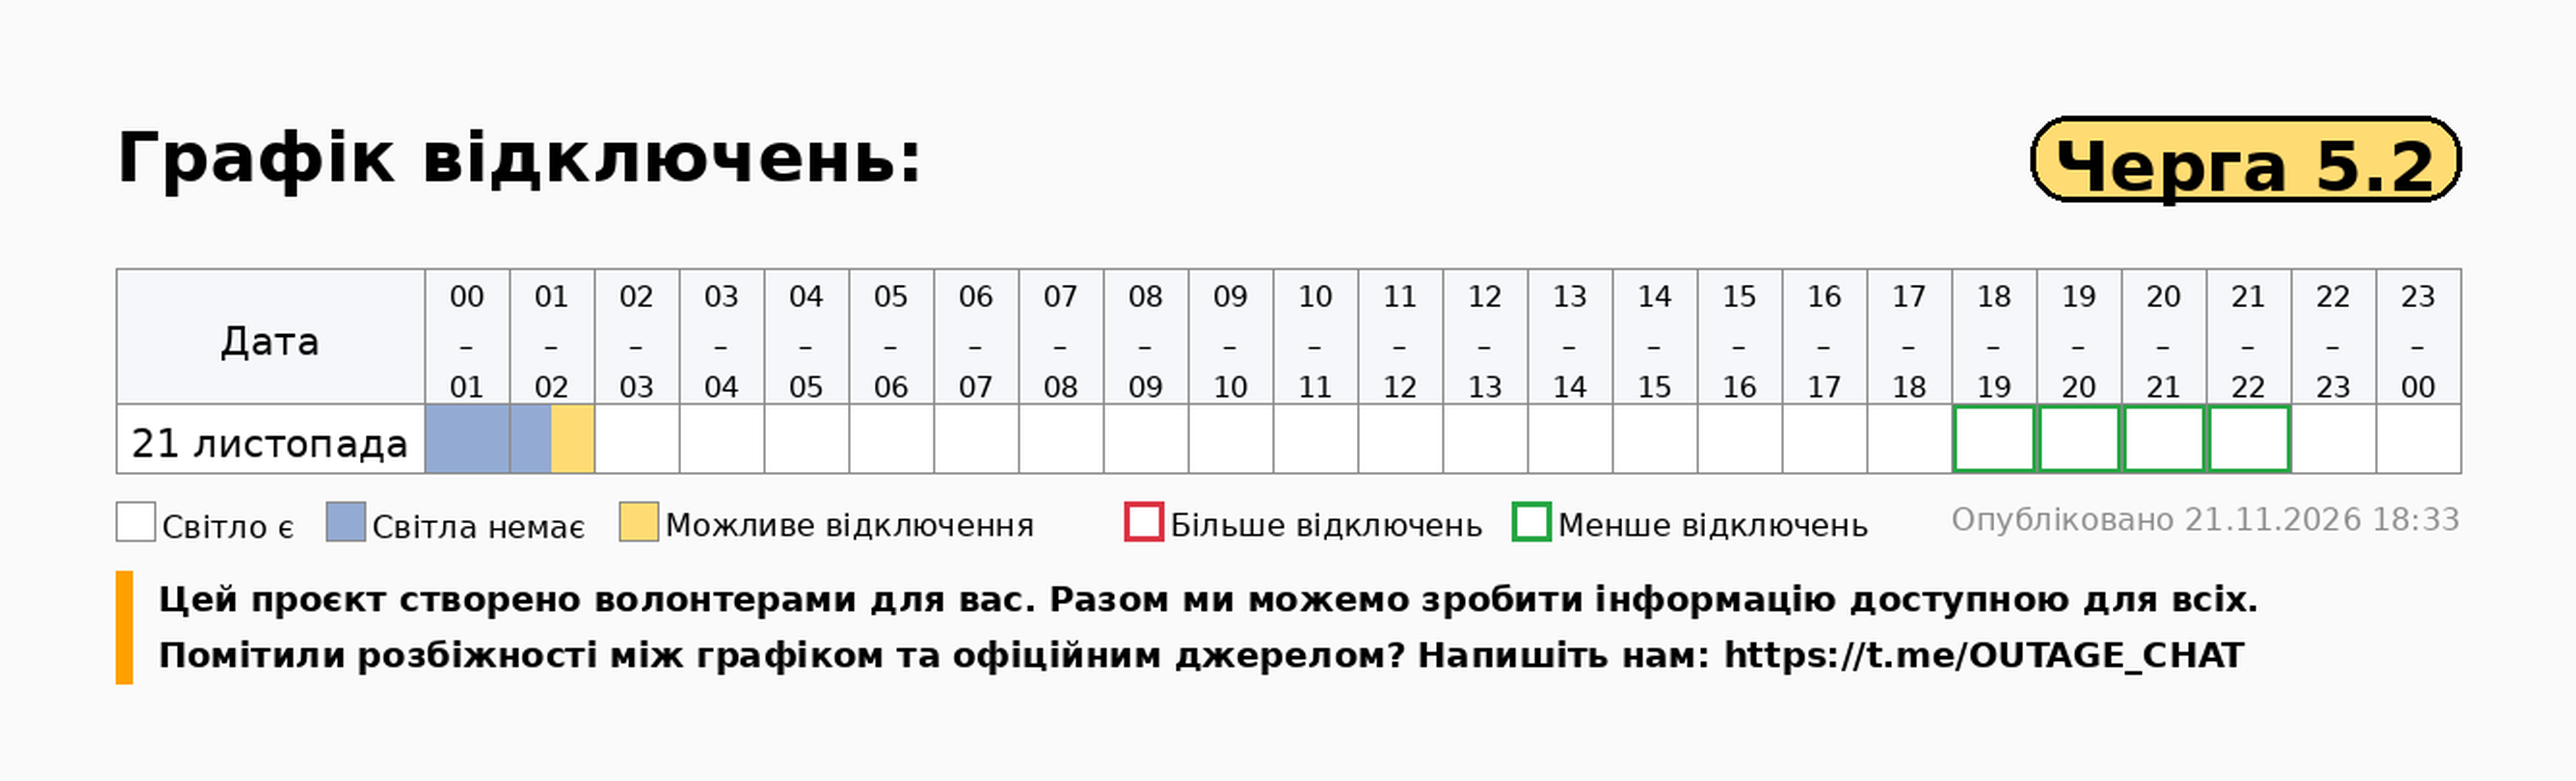 Графік відключень:
Черга 5.2
Дата
00 – 01
01 – 02
02 – 03
03 – 04
04 – 05
05 – 06
06 – 07
07 – 08
08 – 09
09 – 10
10 – 11
11 – 12
12 – 13
13 – 14
14 – 15
15 – 16
16 – 17
17 – 18
18 – 19
19 – 20
20 – 21
21 – 22
22 – 23
23 – 00
21 листопада
Світло є
Світла немає
Можливе відключення
Більше відключень
Менше відключень
Опубліковано 21.11.2026 18:33
Цей проєкт створено волонтерами для вас. Разом ми можемо зробити інформацію доступною для всіх.
Помітили розбіжності між графіком та офіційним джерелом? Напишіть нам: https://t.me/OUTAGE_CHAT